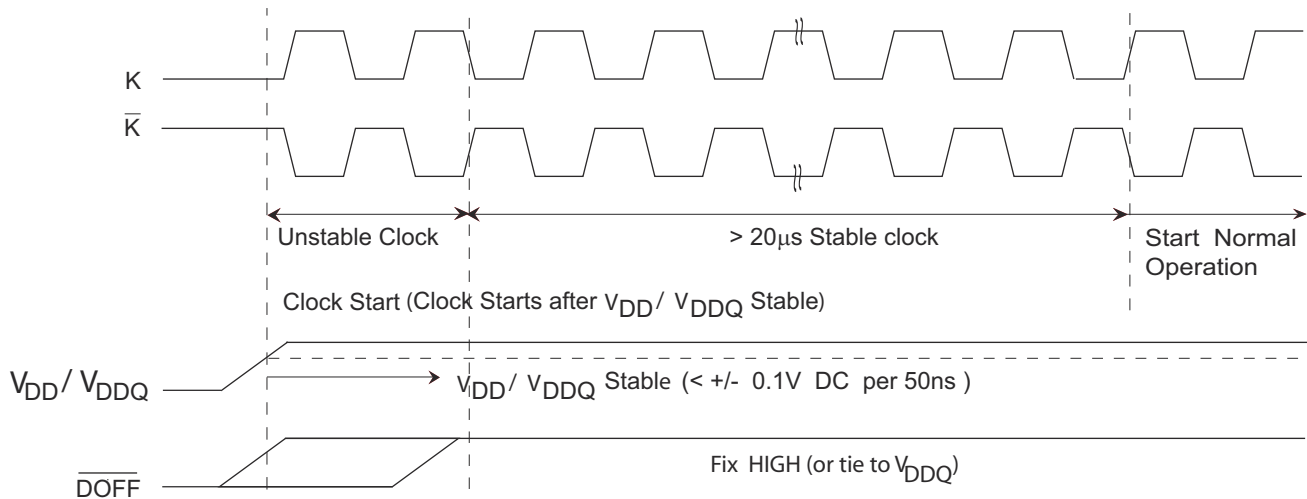 K
K̅
Unstable Clock
> 20μs Stable clock
Start Normal
Operation
Clock Start (Clock Starts after VDD / VDDQ Stable)
VDD / VDDQ
VDD / VDDQ Stable (< +/- 0.1V DC per 50ns )
D̅O̅F̅F̅
Fix HIGH (or tie to VDDQ)